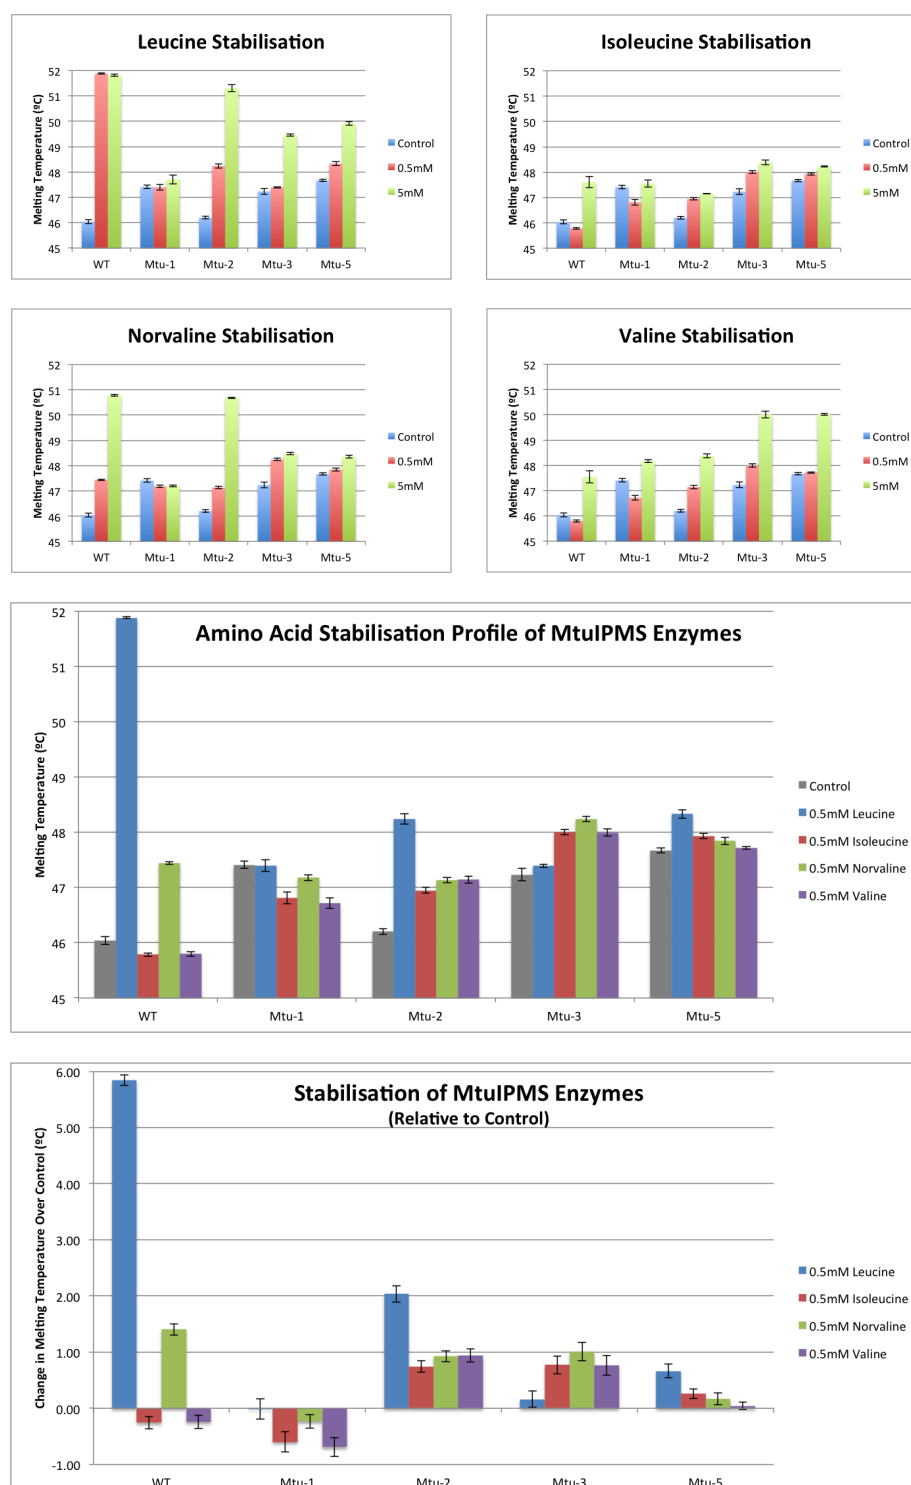 Leucine Stabilisation
Melting Temperature (ºC)
52
51
50
49
48
47
46
45
WT Mtu-1 Mtu-2 Mtu-3 Mtu-5
Control
0.5mM
5mM
Isoleucine Stabilisation
Melting Temperature (ºC)
52
51
50
49
48
47
46
45
WT Mtu-1 Mtu-2 Mtu-3 Mtu-5
Control
0.5mM
5mM
Norvaline Stabilisation
Melting Temperature (ºC)
52
51
50
49
48
47
46
45
WT Mtu-1 Mtu-2 Mtu-3 Mtu-5
Control
0.5mM
5mM
Valine Stabilisation
Melting Temperature (ºC)
52
51
50
49
48
47
46
45
WT Mtu-1 Mtu-2 Mtu-3 Mtu-5
Control
0.5mM
5mM
Amino Acid Stabilisation Profile of MtuIPMS Enzymes
Melting Temperature (ºC)
52
51
50
49
48
47
46
45
WT Mtu-1 Mtu-2 Mtu-3 Mtu-5
Control
0.5mM Leucine
0.5mM Isoleucine
0.5mM Norvaline
0.5mM Valine
Stabilisation of MtuIPMS Enzymes
(Relative to Control)
Change in Melting Temperature Over Control (ºC)
6.00
5.00
4.00
3.00
2.00
1.00
0.00
-1.00
WT Mtu-1 Mtu-2 Mtu-3 Mtu-5
0.5mM Leucine
0.5mM Isoleucine
0.5mM Norvaline
0.5mM Valine